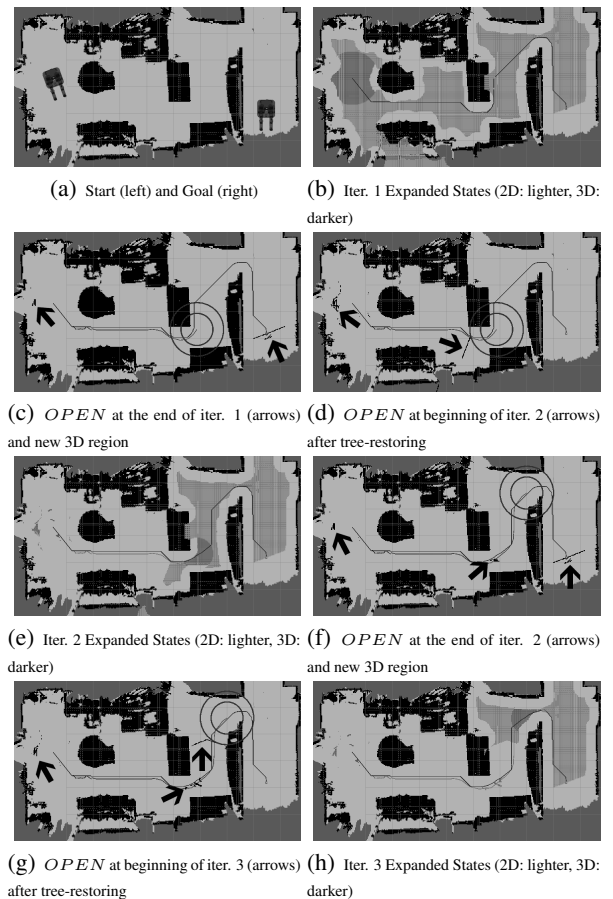 (a) Start (left) and Goal (right)
(b) Iter. 1 Expanded States (2D: lighter, 3D:
darker)
(c) OPEN at the end of iter. 1 (arrows)
and new 3D region
(d) OPEN at beginning of iter. 2 (arrows)
after tree-restoring
(e) Iter. 2 Expanded States (2D: lighter, 3D:
darker)
(f) OPEN at the end of iter. 2 (arrows)
and new 3D region
(g) OPEN at beginning of iter. 3 (arrows)
after tree-restoring
(h) Iter. 3 Expanded States (2D: lighter, 3D:
darker)